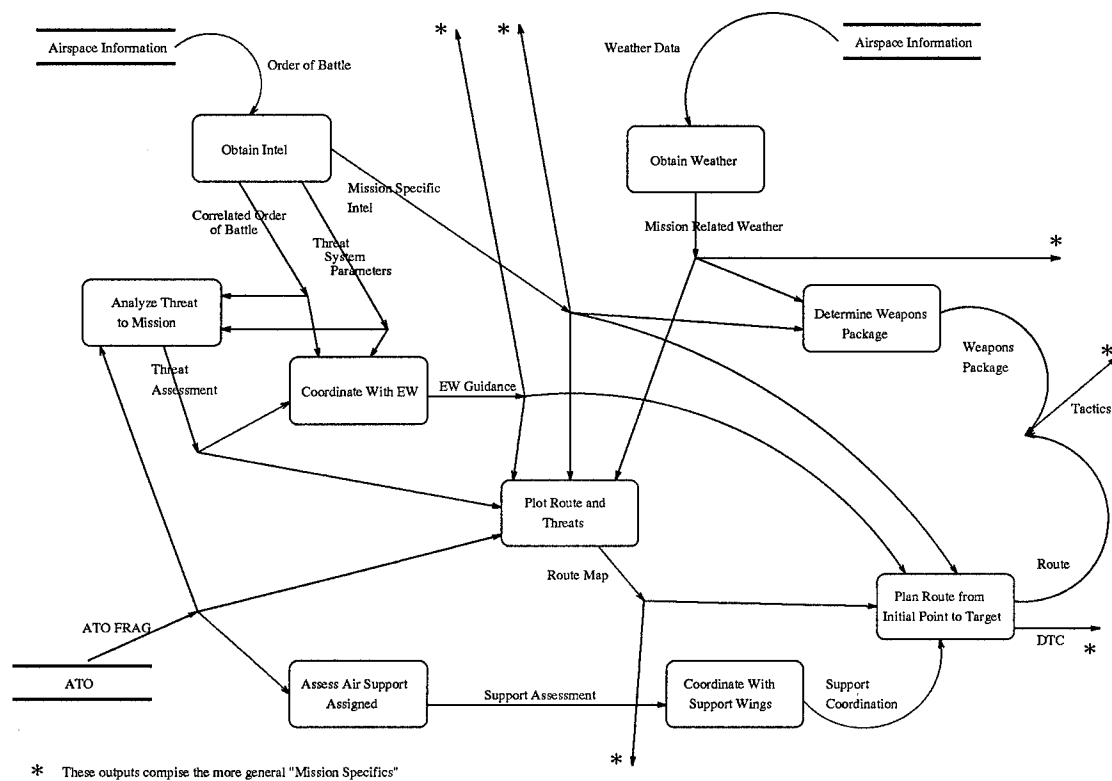 *
*
Airspace Information
Order of Battle
Weather Data
Airspace Information
Obtain Intel
Obtain Weather
Mission Specific
Intel
Correlated Order
of Battle
Threat
System
Parameters
Mission Related Weather
*
Analyze Threat
to Mission
Determine Weapons
Package
Weapons
Package
*
Threat
Assessment
Coordinate With EW
EW Guidance
Tactics
Plot Route and
Threats
Route Map
Route
Plan Route from
Initial Point to Target
ATO FRAG
DTC
*
ATO
Assess Air Support
Assigned
Support Assessment
Coordinate With
Support Wings
Support
Coordination
*
* These outputs compise the more general "Mission Specifics"